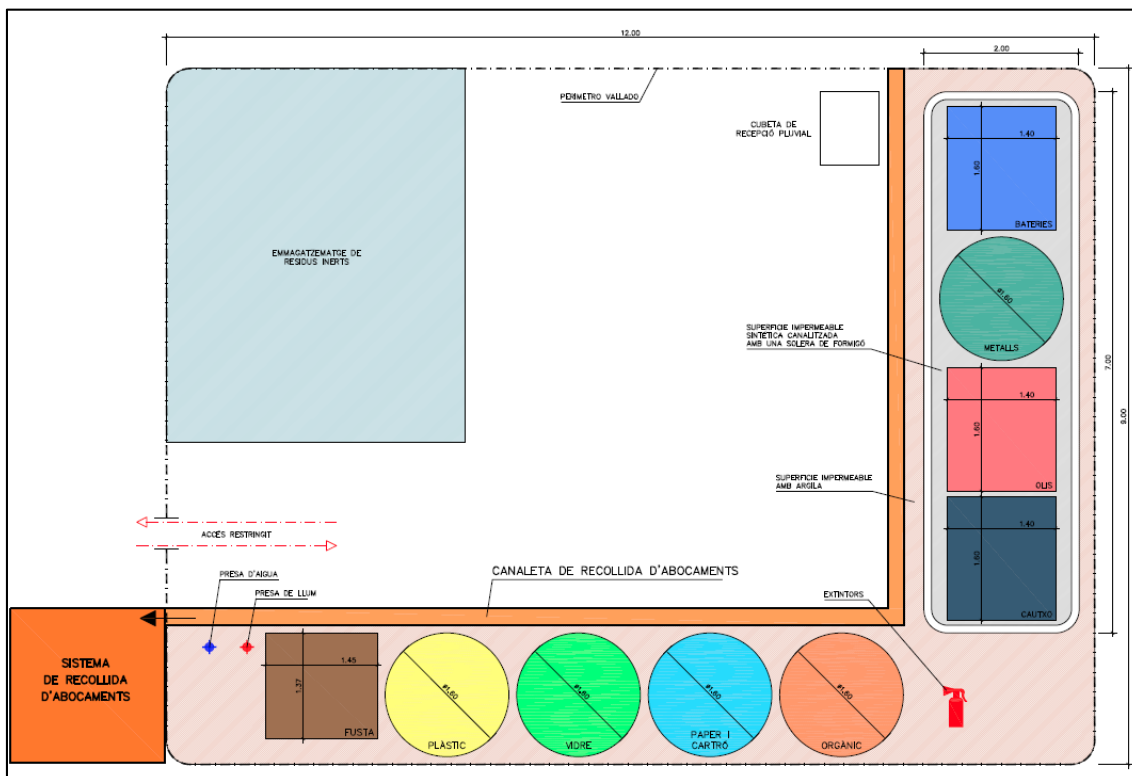 12.00
2.00
PERIMETRO VALLADO
CUBETA DE
RECEPCIÓ PLUVIAL
1.40
1.60
BATERIES
EMMAGATZEMATGE DE
RESIDUS INERTS
ø1.60
METALLS
SUPERFICIE IMPERMEABLE
SINTETICA CANALITZADA
AMB UNA SOLERA DE FORMIGÓ
7.00
9.00
1.40
1.60
OLIS
SUPERFICIE IMPERMEABLE
AMB ARGILA
1.40
1.60
CAUTXO
ACCÉS RESTRINGIT
PRESA D'AIGUA
PRESA DE LLUM
CANALETA DE RECOLLIDA D'ABOCAMENTS
EXTINTORS
SISTEMA
DE RECOLLIDA
D'ABOCAMENTS
1.45
1.37
FUSTA
ø1.60
PLÀSTIC
ø1.60
VIDRE
ø1.60
PAPER I
CARTRÓ
ø1.60
ORGÀNIC